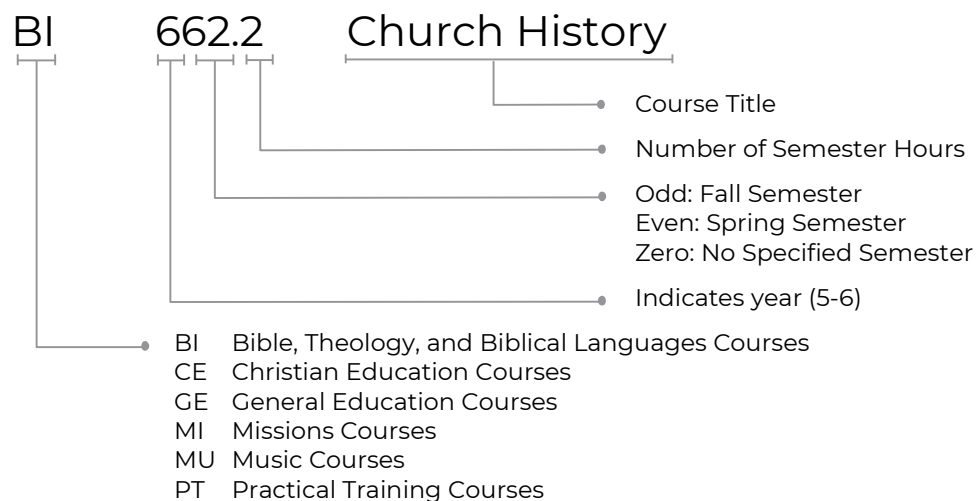 BI 662.2 Church History
Course Title
Number of Semester Hours
Odd: Fall Semester
Even: Spring Semester
Zero: No Specified Semester
Indicates year (5-6)
BI Bible, Theology, and Biblical Languages Courses
CE Christian Education Courses
GE General Education Courses
MI Missions Courses
MU Music Courses
PT Practical Training Courses